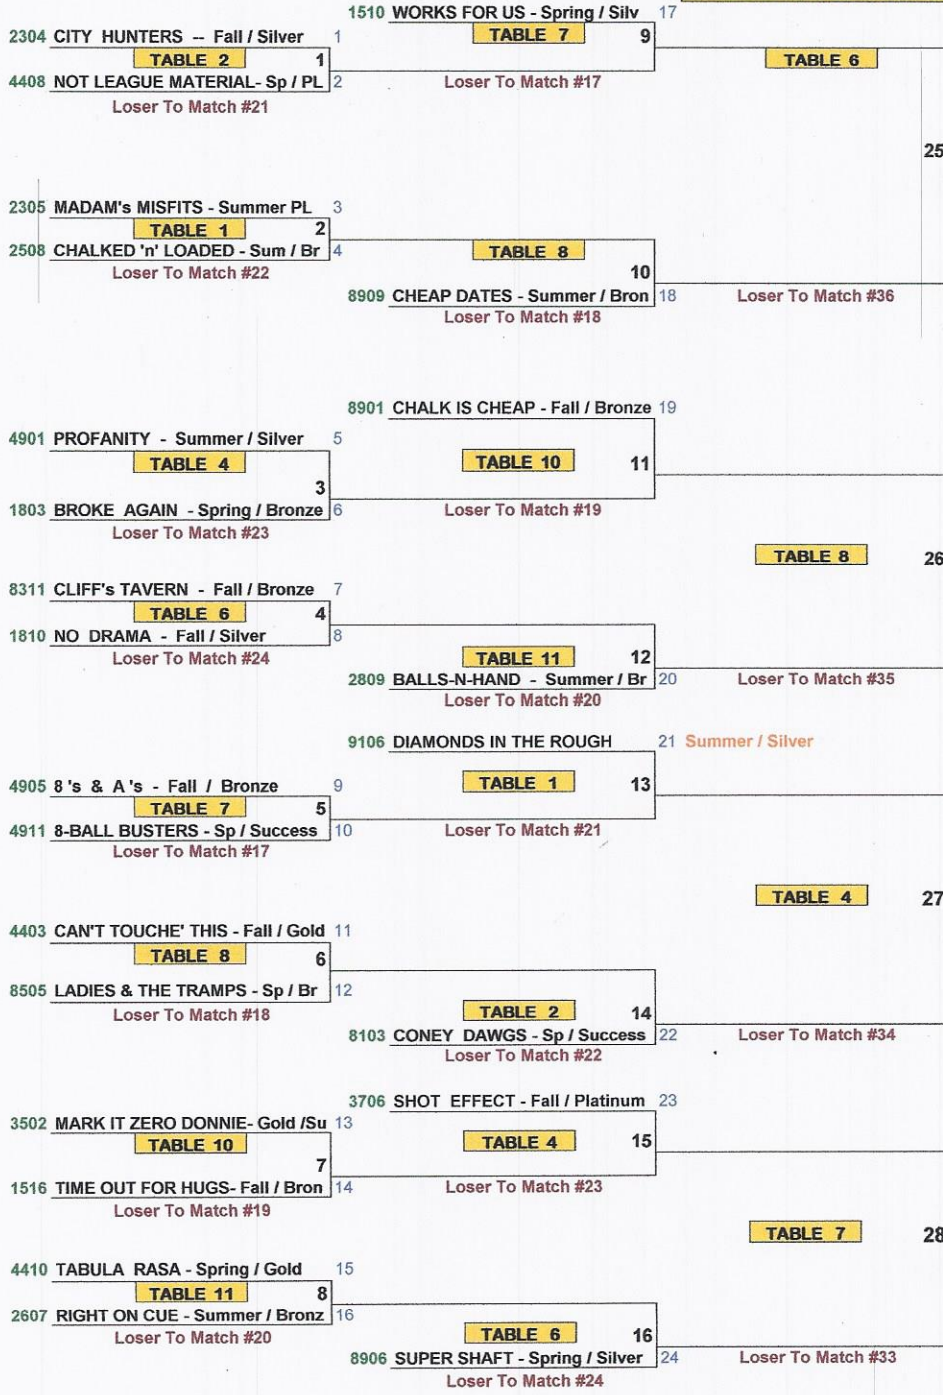 1510 WORKS FOR US - Spring / Silv 17
2304 CITY HUNTERS -- Fall / Silver 1
TABLE 7 9
TABLE 2 1
TABLE 6
4408 NOT LEAGUE MATERIAL- Sp / PL 2
Loser To Match #17
Loser To Match #21
25
2305 MADAM's MISFITS - Summer PL 3
TABLE 1 2
2508 CHALKED 'n' LOADED - Sum / Br 4
TABLE 8
Loser To Match #22
10
8909 CHEAP DATES - Summer / Bron 18
Loser To Match #36
Loser To Match #18
8901 CHALK IS CHEAP - Fall / Bronze 19
4901 PROFANITY - Summer / Silver 5
TABLE 4
TABLE 10 11
3
1803 BROKE AGAIN - Spring / Bronze 6
Loser To Match #19
Loser To Match #23
TABLE 8 26
8311 CLIFF's TAVERN - Fall / Bronze 7
TABLE 6 4
1810 NO DRAMA - Fall / Silver 8
Loser To Match #24
TABLE 11 12
2809 BALLS-N-HAND - Summer / Br 20
Loser To Match #35
Loser To Match #20
9106 DIAMONDS IN THE ROUGH 21 Summer / Silver
4905 8 's & A 's - Fall / Bronze 9
TABLE 1 13
TABLE 7 5
4911 8-BALL BUSTERS - Sp / Success 10
Loser To Match #21
Loser To Match #17
TABLE 4 27
4403 CAN'T TOUCHE' THIS - Fall / Gold 11
TABLE 8 6
8505 LADIES & THE TRAMPS - Sp / Br 12
Loser To Match #18
TABLE 2 14
8103 CONEY DAWGS - Sp / Success 22
Loser To Match #34
Loser To Match #22
3706 SHOT EFFECT - Fall / Platinum 23
3502 MARK IT ZERO DONNIE- Gold /Su 13
TABLE 10
TABLE 4 15
7
1516 TIME OUT FOR HUGS- Fall / Bron 14
Loser To Match #23
Loser To Match #19
TABLE 7 28
4410 TABULA RASA - Spring / Gold 15
TABLE 11 8
2607 RIGHT ON CUE - Summer / Bronz 16
Loser To Match #20
TABLE 6 16
8906 SUPER SHAFT - Spring / Silver 24
Loser To Match #33
Loser To Match #24